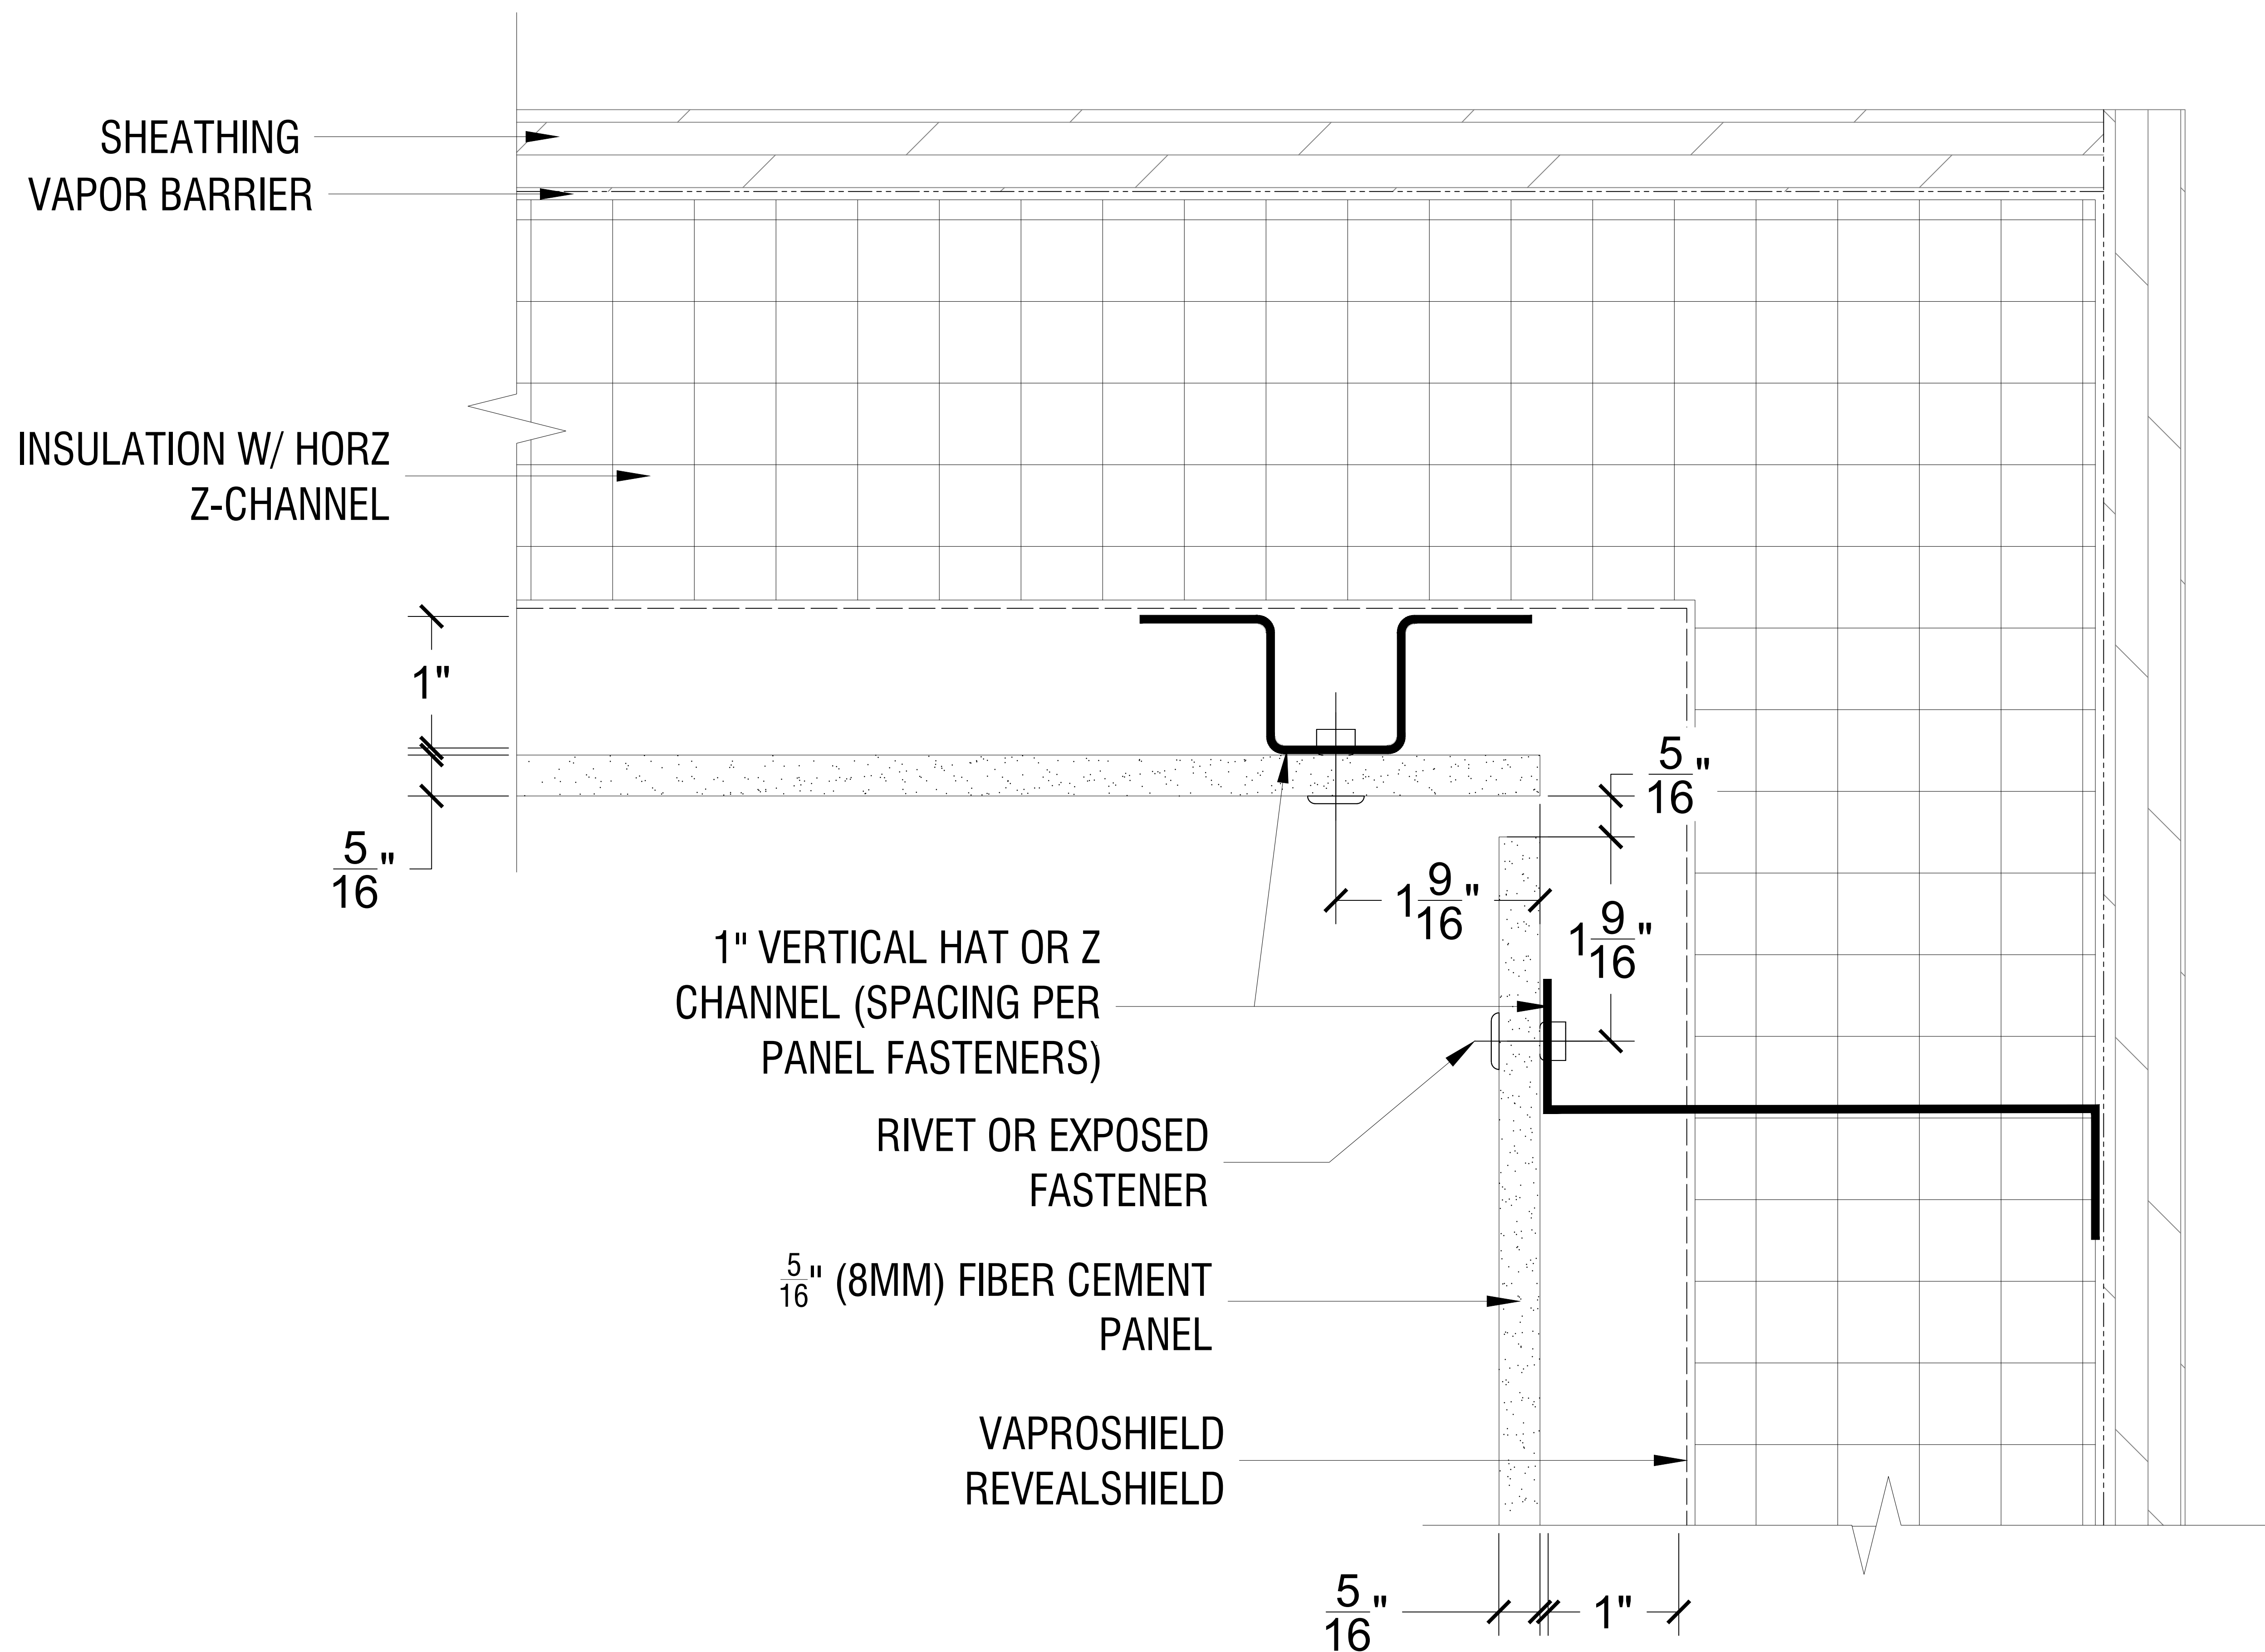 SHEATHING
VAPOR BARRIER
INSULATION W/ HORZ
Z-CHANNEL
1"
5/16"
5/16"
1 9/16"
1 9/16"
1" VERTICAL HAT OR Z
CHANNEL (SPACING PER
PANEL FASTENERS)
RIVET OR EXPOSED
FASTENER
5/16" (8MM) FIBER CEMENT
PANEL
VAPROSHIELD
REVEALSHIELD
5/16"
1"